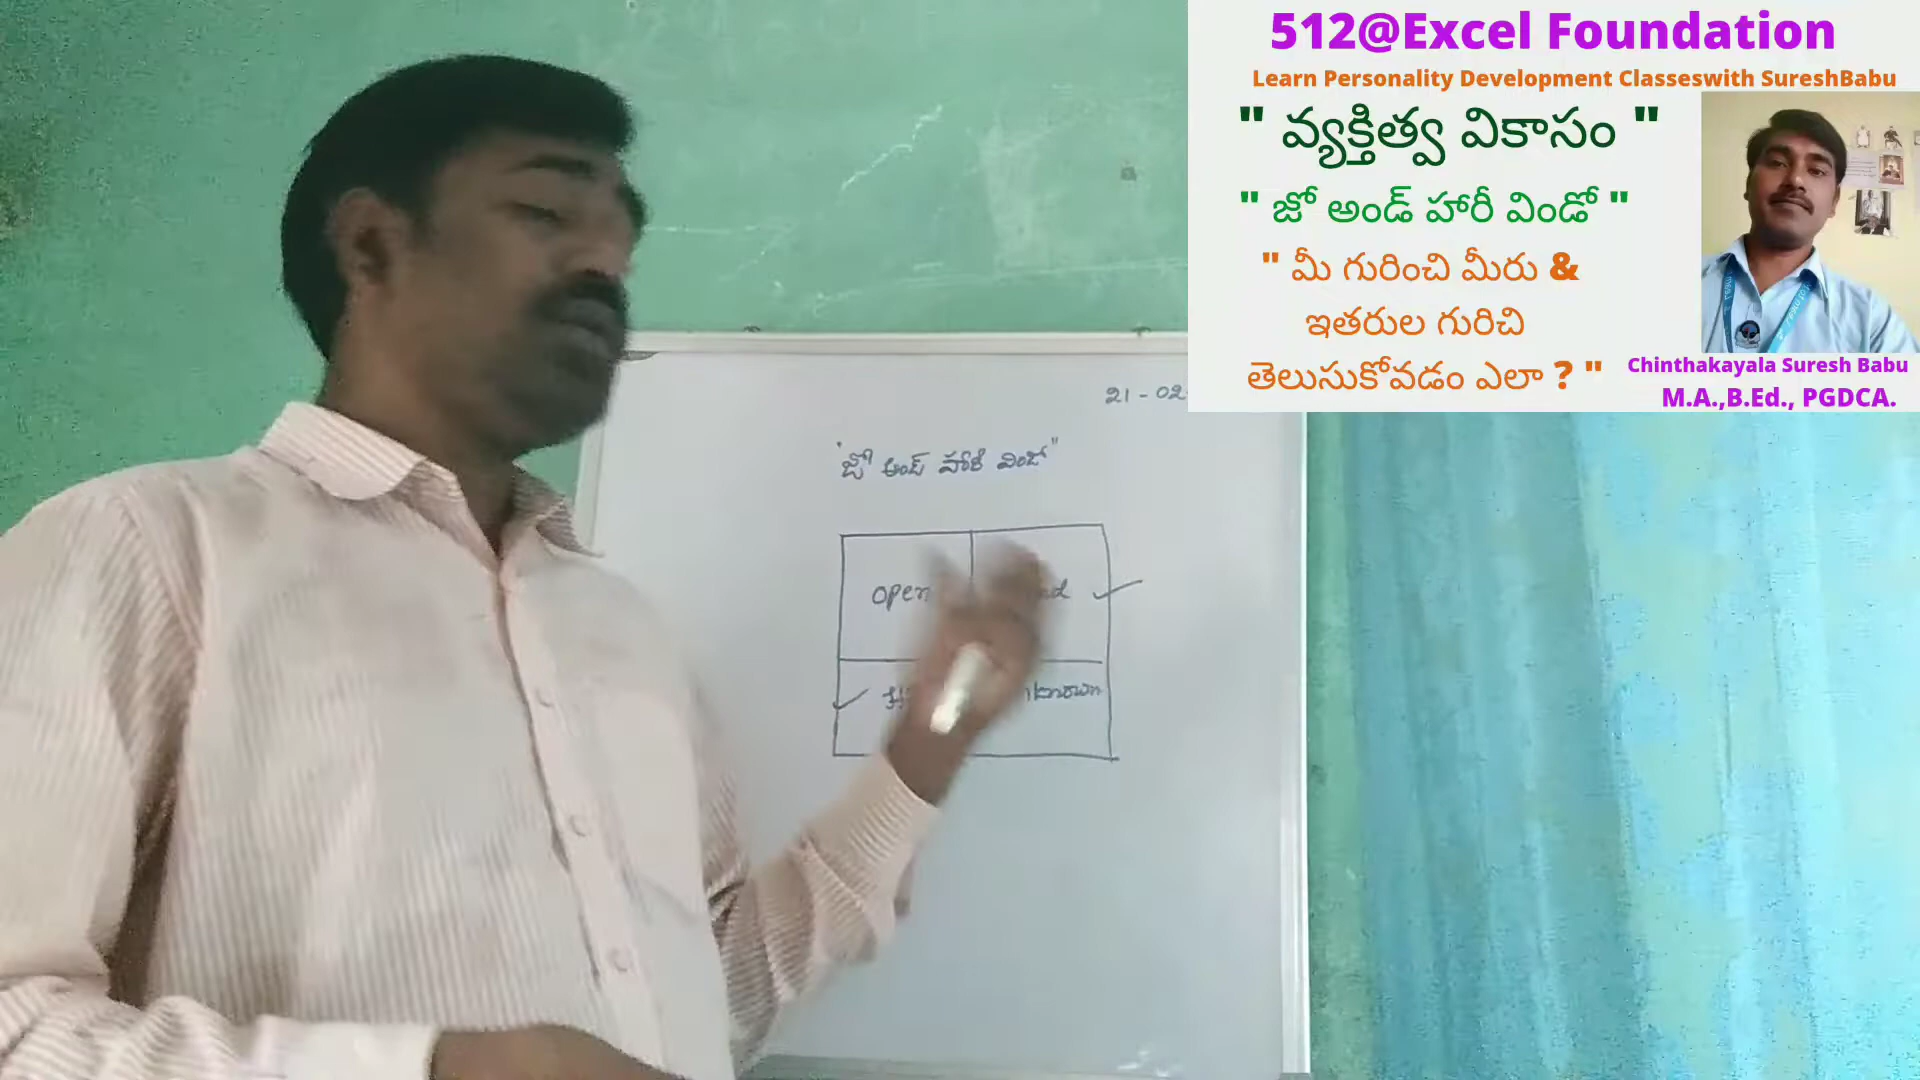 512@Excel Foundation
Learn Personality Development Classeswith SureshBabu
" వ్యక్తిత్వ వికాసం "
" జో అండ్ హారీ విండో "
" మీ గురించి మీరు &
ఇతరుల గురిచి
తెలుసుకోవడం ఎలా ? "
Chinthakayala Suresh Babu
M.A.,B.Ed., PGDCA.
21-02-
"జో అండ్ హారీ విండో"
open